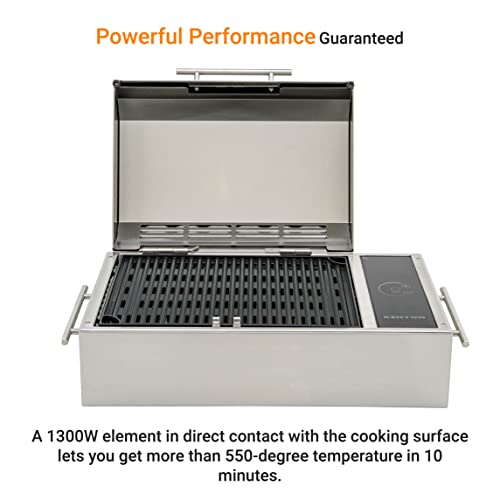 Powerful Performance Guaranteed
KENYON
A 1300W element in direct contact with the cooking surface
lets you get more than 550-degree temperature in 10
minutes.